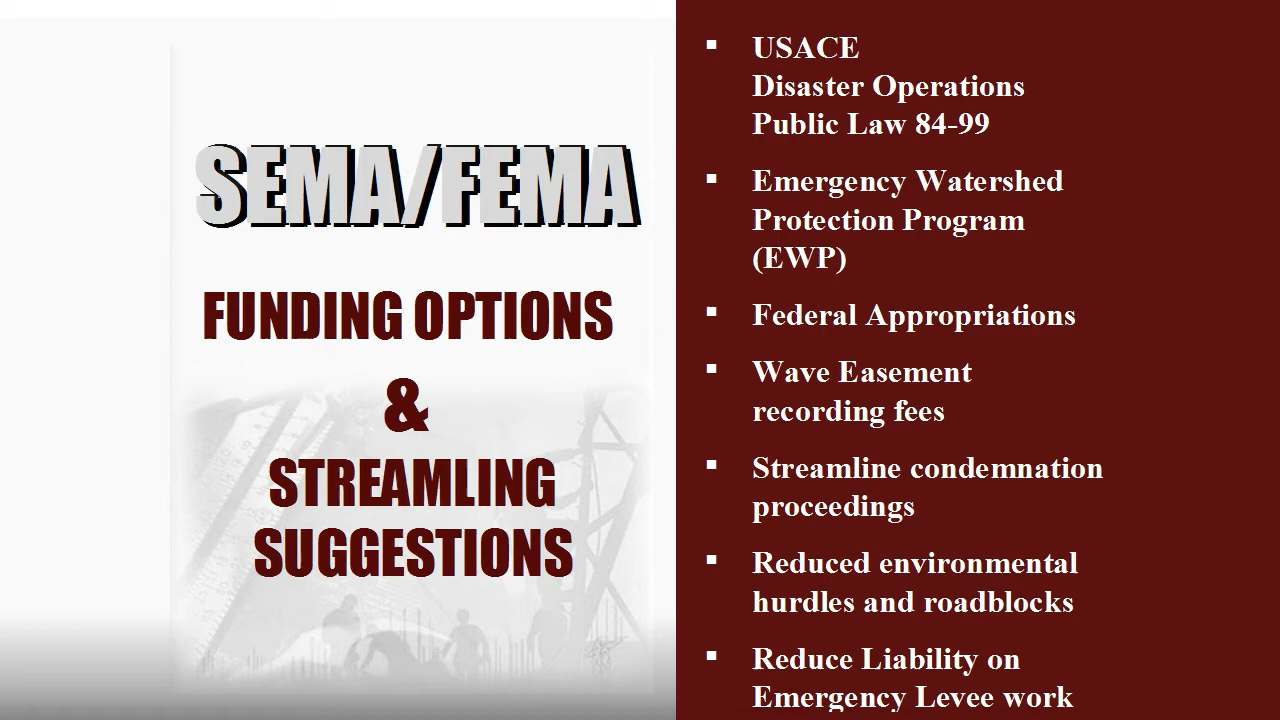 SEMA/FEMA
FUNDING OPTIONS
&
STREAMLING
SUGGESTIONS
▪ USACE
Disaster Operations
Public Law 84-99
▪ Emergency Watershed
Protection Program
(EWP)
▪ Federal Appropriations
▪ Wave Easement
recording fees
▪ Streamline condemnation
proceedings
▪ Reduced environmental
hurdles and roadblocks
▪ Reduce Liability on
Emergency Levee work